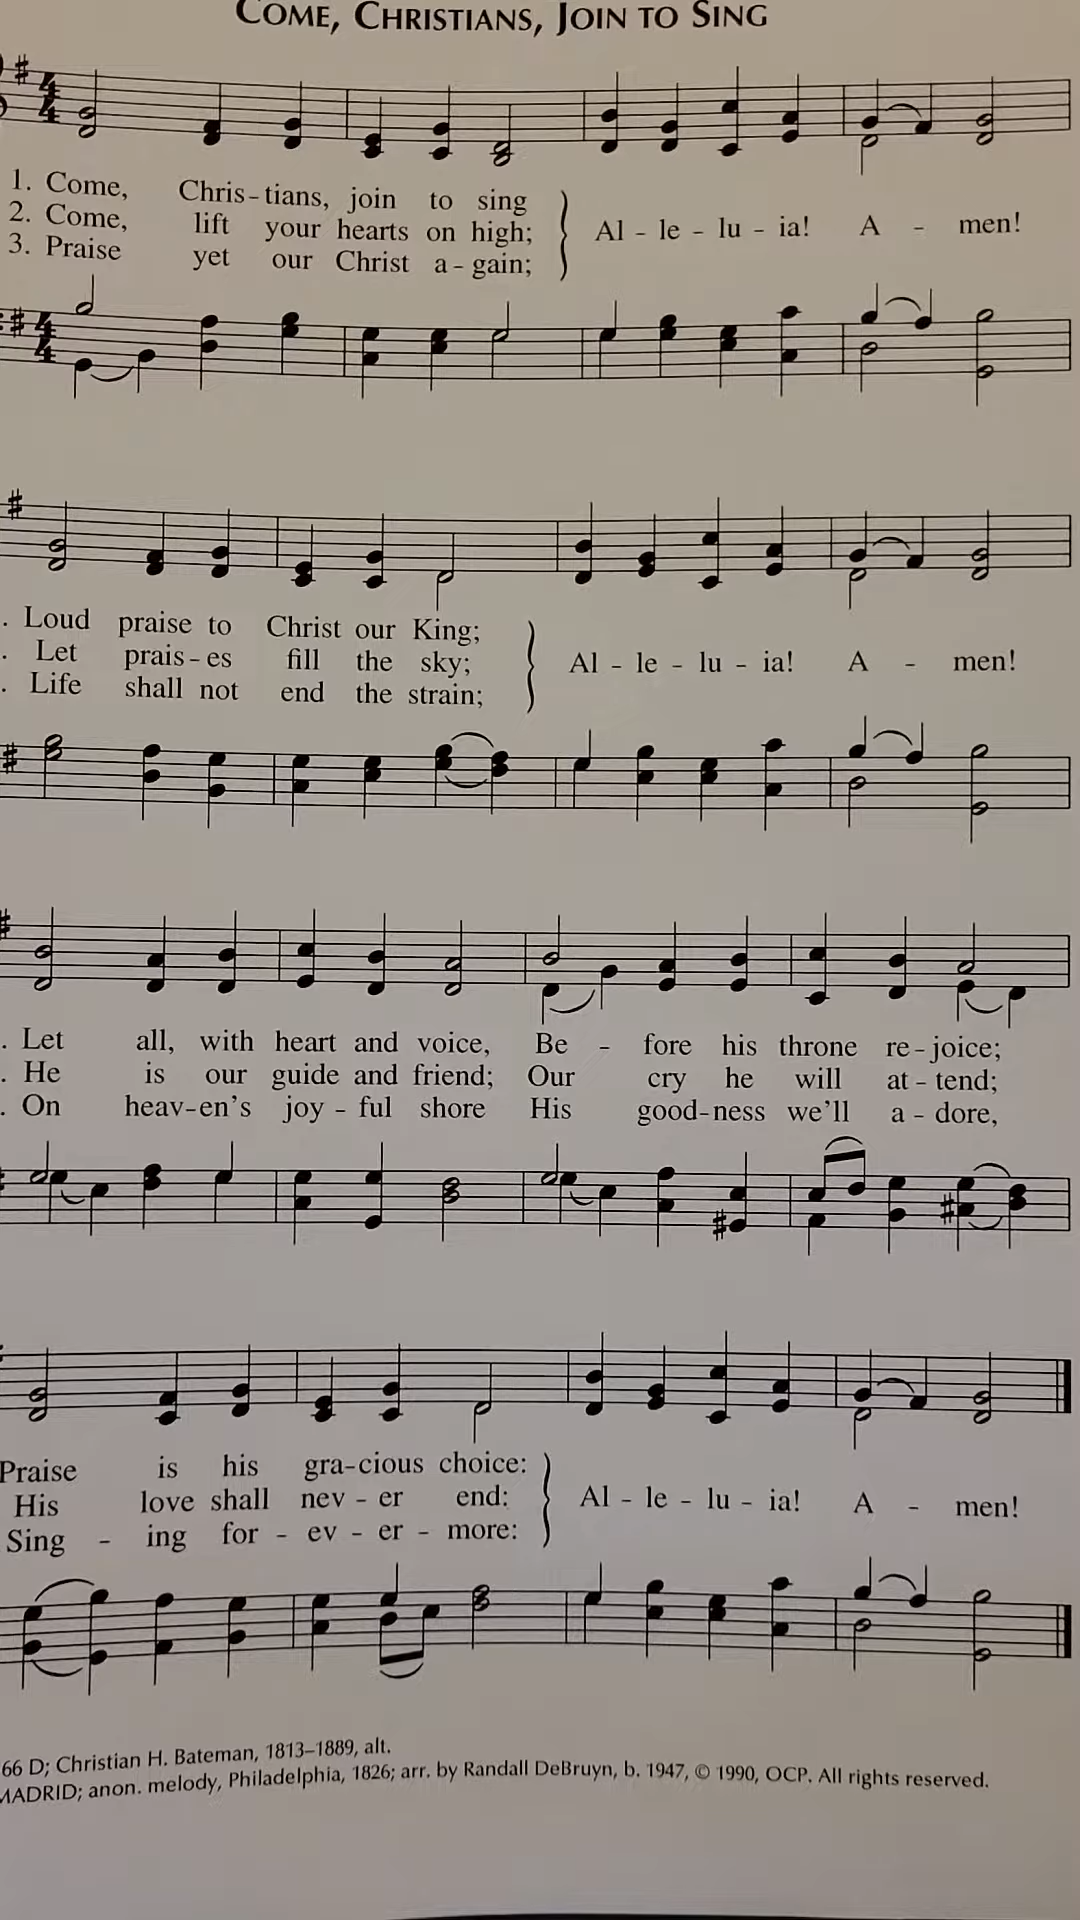 COME, CHRISTIANS, JOIN TO SING
4
4
1. Come, Chris-tians, join to sing
2. Come, lift your hearts on high;
3. Praise yet our Christ a-gain;
Al - le - lu - ia! A - men!
4
4
. Loud praise to Christ our King;
. Let prais-es fill the sky;
. Life shall not end the strain;
Al - le - lu - ia! A - men!
. Let all, with heart and voice, Be - fore his throne re-joice;
. He is our guide and friend; Our cry he will at-tend;
. On heav-en's joy-ful shore His good-ness we'll a-dore,
Praise is his gra-cious choice:
His love shall nev-er end:
Sing - ing for - ev - er - more:
Al - le - lu - ia! A - men!
66 D; Christian H. Bateman, 1813–1889, alt.
MADRID; anon. melody, Philadelphia, 1826; arr. by Randall DeBruyn, b. 1947, © 1990, OCP. All rights reserved.